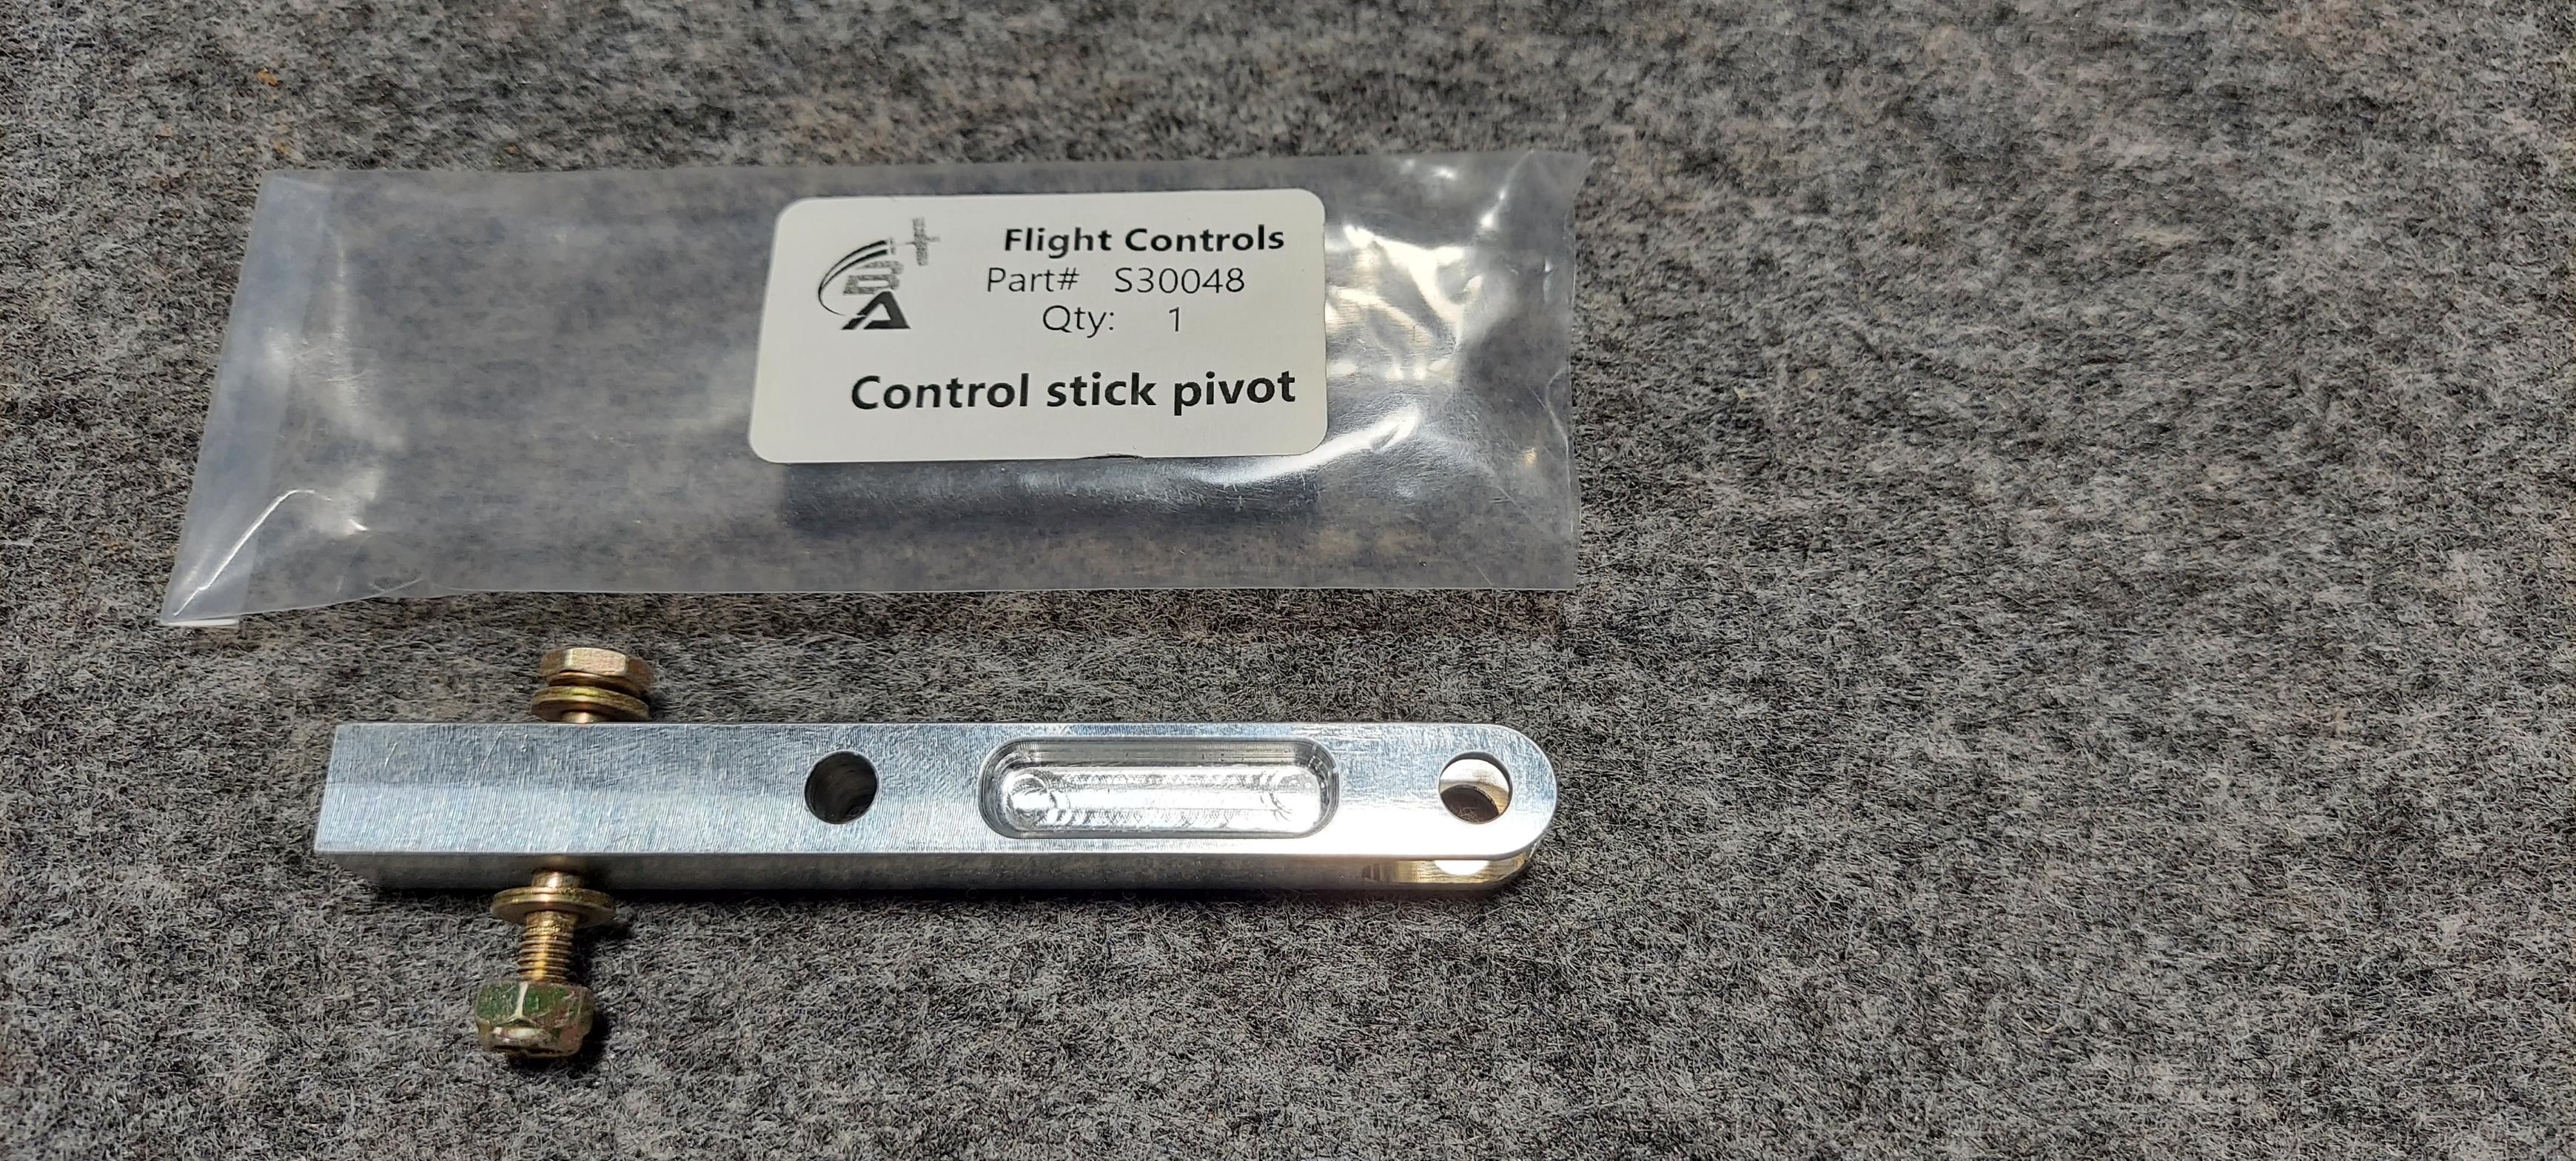 Flight Controls
Part# S30048
Qty: 1
Control stick pivot